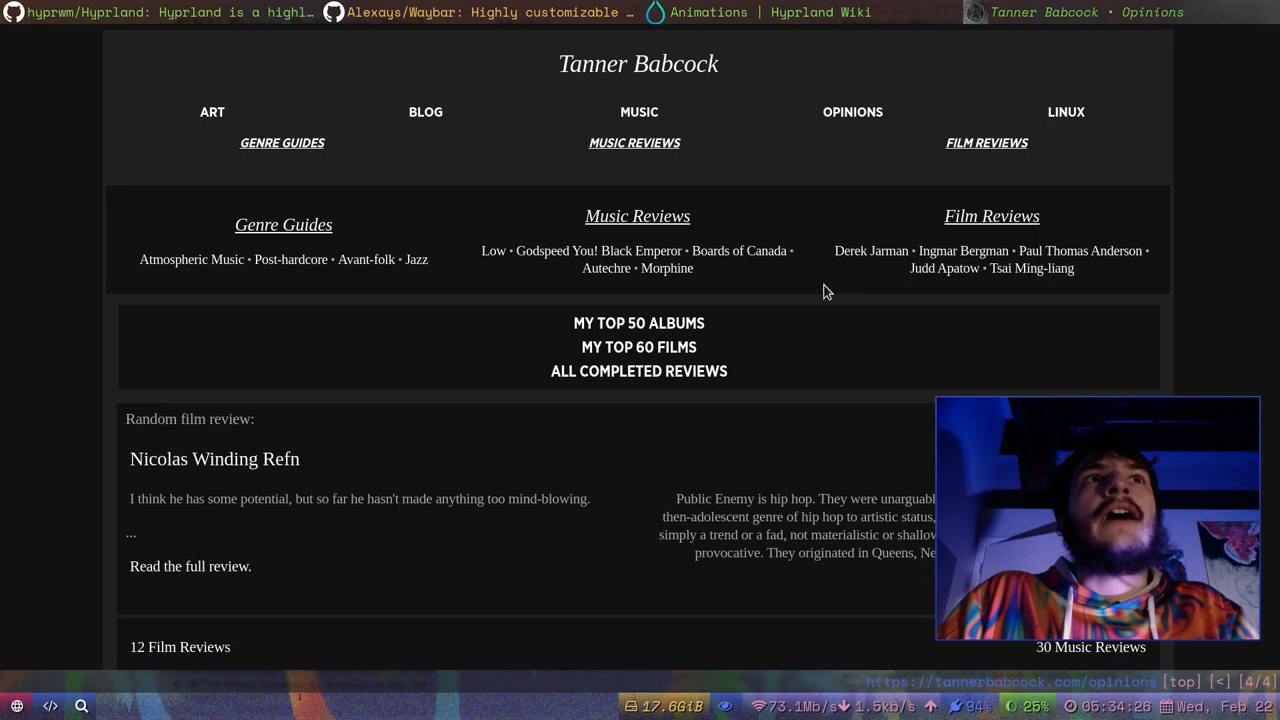 hyprwm/Hyprland: Hyprland is a highl… Alexays/Waybar: Highly customizable … Animations | Hyprland Wiki Tanner Babcock • Opinions
Tanner Babcock
ART BLOG MUSIC OPINIONS LINUX
GENRE GUIDES MUSIC REVIEWS FILM REVIEWS
Genre Guides
Atmospheric Music • Post-hardcore • Avant-folk • Jazz
Music Reviews
Low • Godspeed You! Black Emperor • Boards of Canada •
Autechre • Morphine
Film Reviews
Derek Jarman • Ingmar Bergman • Paul Thomas Anderson •
Judd Apatow • Tsai Ming-liang
MY TOP 50 ALBUMS
MY TOP 60 FILMS
ALL COMPLETED REVIEWS
Random film review:
Nicolas Winding Refn
I think he has some potential, but so far he hasn't made anything too mind-blowing.
...
Read the full review.
Public Enemy is hip hop. They were unarguabl
then-adolescent genre of hip hop to artistic status,
simply a trend or a fad, not materialistic or shallow
provocative. They originated in Queens, Ne
12 Film Reviews 30 Music Reviews
https://tannerbabcock.com/opinions [top] [<] [4/4]
1
17.6GiB 73.1Mb/s 1.5kb/s 94% 25% 05:34:26 Wed, Feb 22